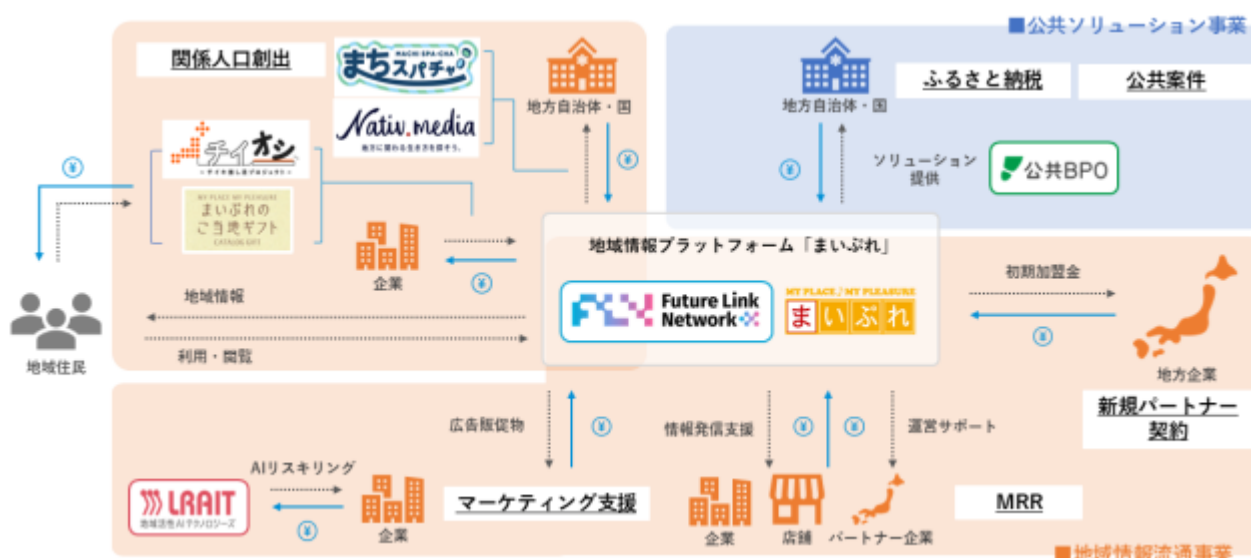 ■公共ソリューション事業
関係人口創出
MACHI SPA-CHA
まちスパチャ
Nativ.media
地方に関わる生き方を探そう。
地方自治体・国
チイオシ
まいぷれの
ご当地ギフト
CATALOG GIFT
MY PLACE MY PLEASURE
企業
¥
¥
¥
地方自治体・国
ふるさと納税
公共案件
¥
ソリューション
提供
公共BPO
地域情報プラットフォーム「まいぷれ」
Future Link
Network
MY PLACE / MY PLEASURE
まいぷれ
初期加盟金
¥
地方企業
新規パートナー
契約
地域住民
地域情報
利用・閲覧
広告販促物
¥
情報発信支援
¥
¥
運営サポート
LRAIT
地域活性AIテクノロジーズ
AIリスキリング
¥
企業
マーケティング支援
企業
店舗
パートナー企業
MRR
■地域情報流通事業